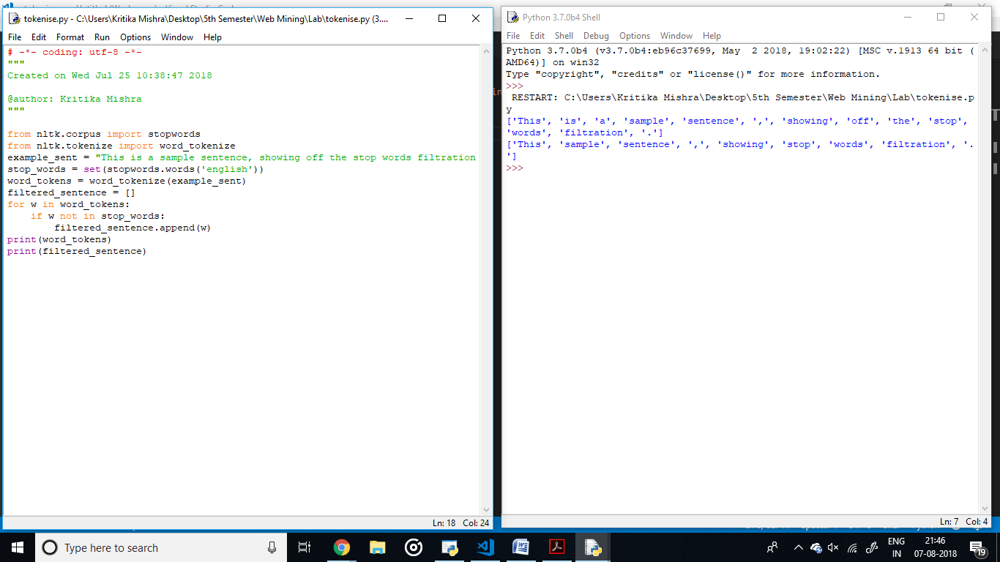 tokenise.py - C:\Users\Kritika Mishra\Desktop\5th Semester\Web Mining\Lab\tokenise.py (3....
File Edit Format Run Options Window Help
# -*- coding: utf-8 -*-
"""
Created on Wed Jul 25 10:38:47 2018
@author: Kritika Mishra
"""
from nltk.corpus import stopwords
from nltk.tokenize import word_tokenize
example_sent = "This is a sample sentence, showing off the stop words filtration
stop_words = set(stopwords.words('english'))
word_tokens = word_tokenize(example_sent)
filtered_sentence = []
for w in word_tokens:
    if w not in stop_words:
        filtered_sentence.append(w)
print(word_tokens)
print(filtered_sentence)
Ln: 18 Col: 24
Python 3.7.0b4 Shell
File Edit Shell Debug Options Window Help
Python 3.7.0b4 (v3.7.0b4:eb96c37699, May  2 2018, 19:02:22) [MSC v.1913 64 bit (
AMD64)] on win32
Type "copyright", "credits" or "license()" for more information.
>>>
 RESTART: C:\Users\Kritika Mishra\Desktop\5th Semester\Web Mining\Lab\tokenise.p
y
['This', 'is', 'a', 'sample', 'sentence', ',', 'showing', 'off', 'the', 'stop',
'words', 'filtration', '.']
['This', 'sample', 'sentence', ',', 'showing', 'stop', 'words', 'filtration', '.
']
>>>
Ln: 7 Col: 4
Type here to search
ENG
IN
21:46
07-08-2018
19